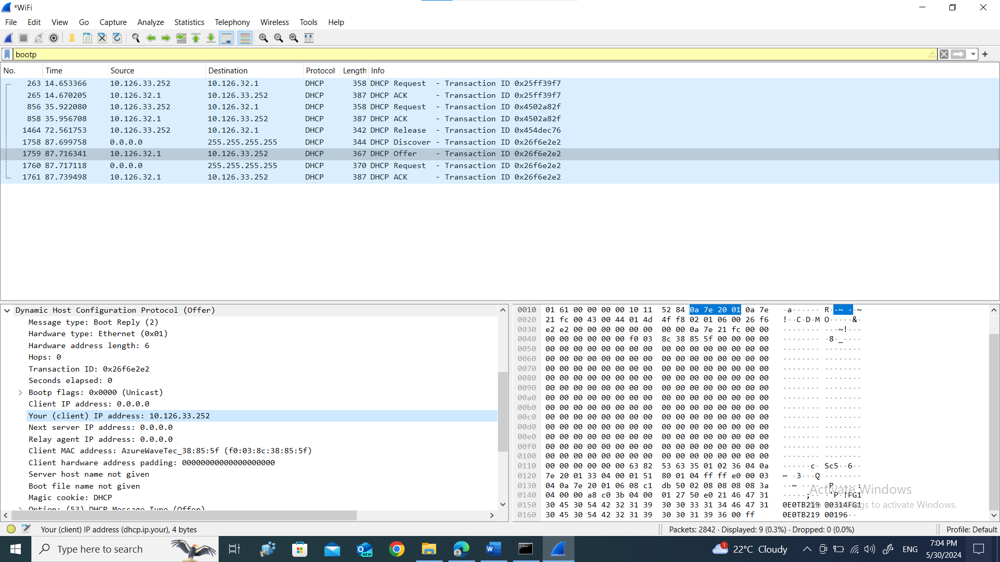 *WiFi
File Edit View Go Capture Analyze Statistics Telephony Wireless Tools Help
bootp
No. Time Source Destination Protocol Length Info
263 14.653366 10.126.33.252 10.126.32.1 DHCP 358 DHCP Request - Transaction ID 0x25ff39f7
265 14.670205 10.126.32.1 10.126.33.252 DHCP 387 DHCP ACK - Transaction ID 0x25ff39f7
856 35.922080 10.126.33.252 10.126.32.1 DHCP 358 DHCP Request - Transaction ID 0x4502a82f
858 35.956708 10.126.32.1 10.126.33.252 DHCP 387 DHCP ACK - Transaction ID 0x4502a82f
1464 72.561753 10.126.33.252 10.126.32.1 DHCP 342 DHCP Release - Transaction ID 0x454dec76
1758 87.699758 0.0.0.0 255.255.255.255 DHCP 344 DHCP Discover - Transaction ID 0x26f6e2e2
1759 87.716341 10.126.32.1 10.126.33.252 DHCP 367 DHCP Offer - Transaction ID 0x26f6e2e2
1760 87.717118 0.0.0.0 255.255.255.255 DHCP 370 DHCP Request - Transaction ID 0x26f6e2e2
1761 87.739498 10.126.32.1 10.126.33.252 DHCP 387 DHCP ACK - Transaction ID 0x26f6e2e2
Dynamic Host Configuration Protocol (Offer)
Message type: Boot Reply (2)
Hardware type: Ethernet (0x01)
Hardware address length: 6
Hops: 0
Transaction ID: 0x26f6e2e2
Seconds elapsed: 0
Bootp flags: 0x0000 (Unicast)
Client IP address: 0.0.0.0
Your (client) IP address: 10.126.33.252
Next server IP address: 0.0.0.0
Relay agent IP address: 0.0.0.0
Client MAC address: AzureWaveTec_38:85:5f (f0:03:8c:38:85:5f)
Client hardware address padding: 00000000000000000000
Server host name not given
Boot file name not given
Magic cookie: DHCP
Option: (53) DHCP Message Type (Offer)
0010 01 61 00 00 00 00 10 11 52 84 0a 7e 20 01 0a 7e ·a······ R··~ ··~
0020 21 fc 00 43 00 44 01 4d 4f f8 02 01 06 00 26 f6 !··C·D·M O·····&·
0030 e2 e2 00 00 00 00 00 00 00 00 0a 7e 21 fc 00 00 ········ ···~!···
0040 00 00 00 00 00 00 f0 03 8c 38 85 5f 00 00 00 00 ········ ·8·_····
0050 00 00 00 00 00 00 00 00 00 00 00 00 00 00 00 00 ········ ········
0060 00 00 00 00 00 00 00 00 00 00 00 00 00 00 00 00 ········ ········
0070 00 00 00 00 00 00 00 00 00 00 00 00 00 00 00 00 ········ ········
0080 00 00 00 00 00 00 00 00 00 00 00 00 00 00 00 00 ········ ········
0090 00 00 00 00 00 00 00 00 00 00 00 00 00 00 00 00 ········ ········
00a0 00 00 00 00 00 00 00 00 00 00 00 00 00 00 00 00 ········ ········
00b0 00 00 00 00 00 00 00 00 00 00 00 00 00 00 00 00 ········ ········
00c0 00 00 00 00 00 00 00 00 00 00 00 00 00 00 00 00 ········ ········
00d0 00 00 00 00 00 00 00 00 00 00 00 00 00 00 00 00 ········ ········
00e0 00 00 00 00 00 00 00 00 00 00 00 00 00 00 00 00 ········ ········
00f0 00 00 00 00 00 00 00 00 00 00 00 00 00 00 00 00 ········ ········
0100 00 00 00 00 00 00 00 00 00 00 00 00 00 00 00 00 ········ ········
0110 00 00 00 00 00 00 63 82 53 63 35 01 02 36 04 0a ······c· Sc5··6··
0120 7e 20 01 33 04 00 01 51 80 01 04 ff ff e0 00 03 ~ ·3···Q ········
0130 04 0a 7e 20 01 06 08 c1 db 50 02 08 08 08 08 3a ··~ ···· ·P·····:
0140 04 00 00 a8 c0 3b 04 00 01 27 50 e0 21 46 47 31 ·····;·· ·'P·!FG1
0150 30 45 30 54 42 32 31 39 30 30 33 31 34 46 47 31 0E0TB219 00314FG1
0160 30 45 30 54 42 32 31 39 30 30 31 39 36 00 ff 0E0TB219 00196··
Activate Windows
Go to Settings to activate Windows.
Your (client) IP address (dhcp.ip.your), 4 bytes
Packets: 2842 · Displayed: 9 (0.3%) · Dropped: 0 (0.0%)
Profile: Default
Type here to search
NEW
1
22°C Cloudy
ENG
7:04 PM
5/30/2024